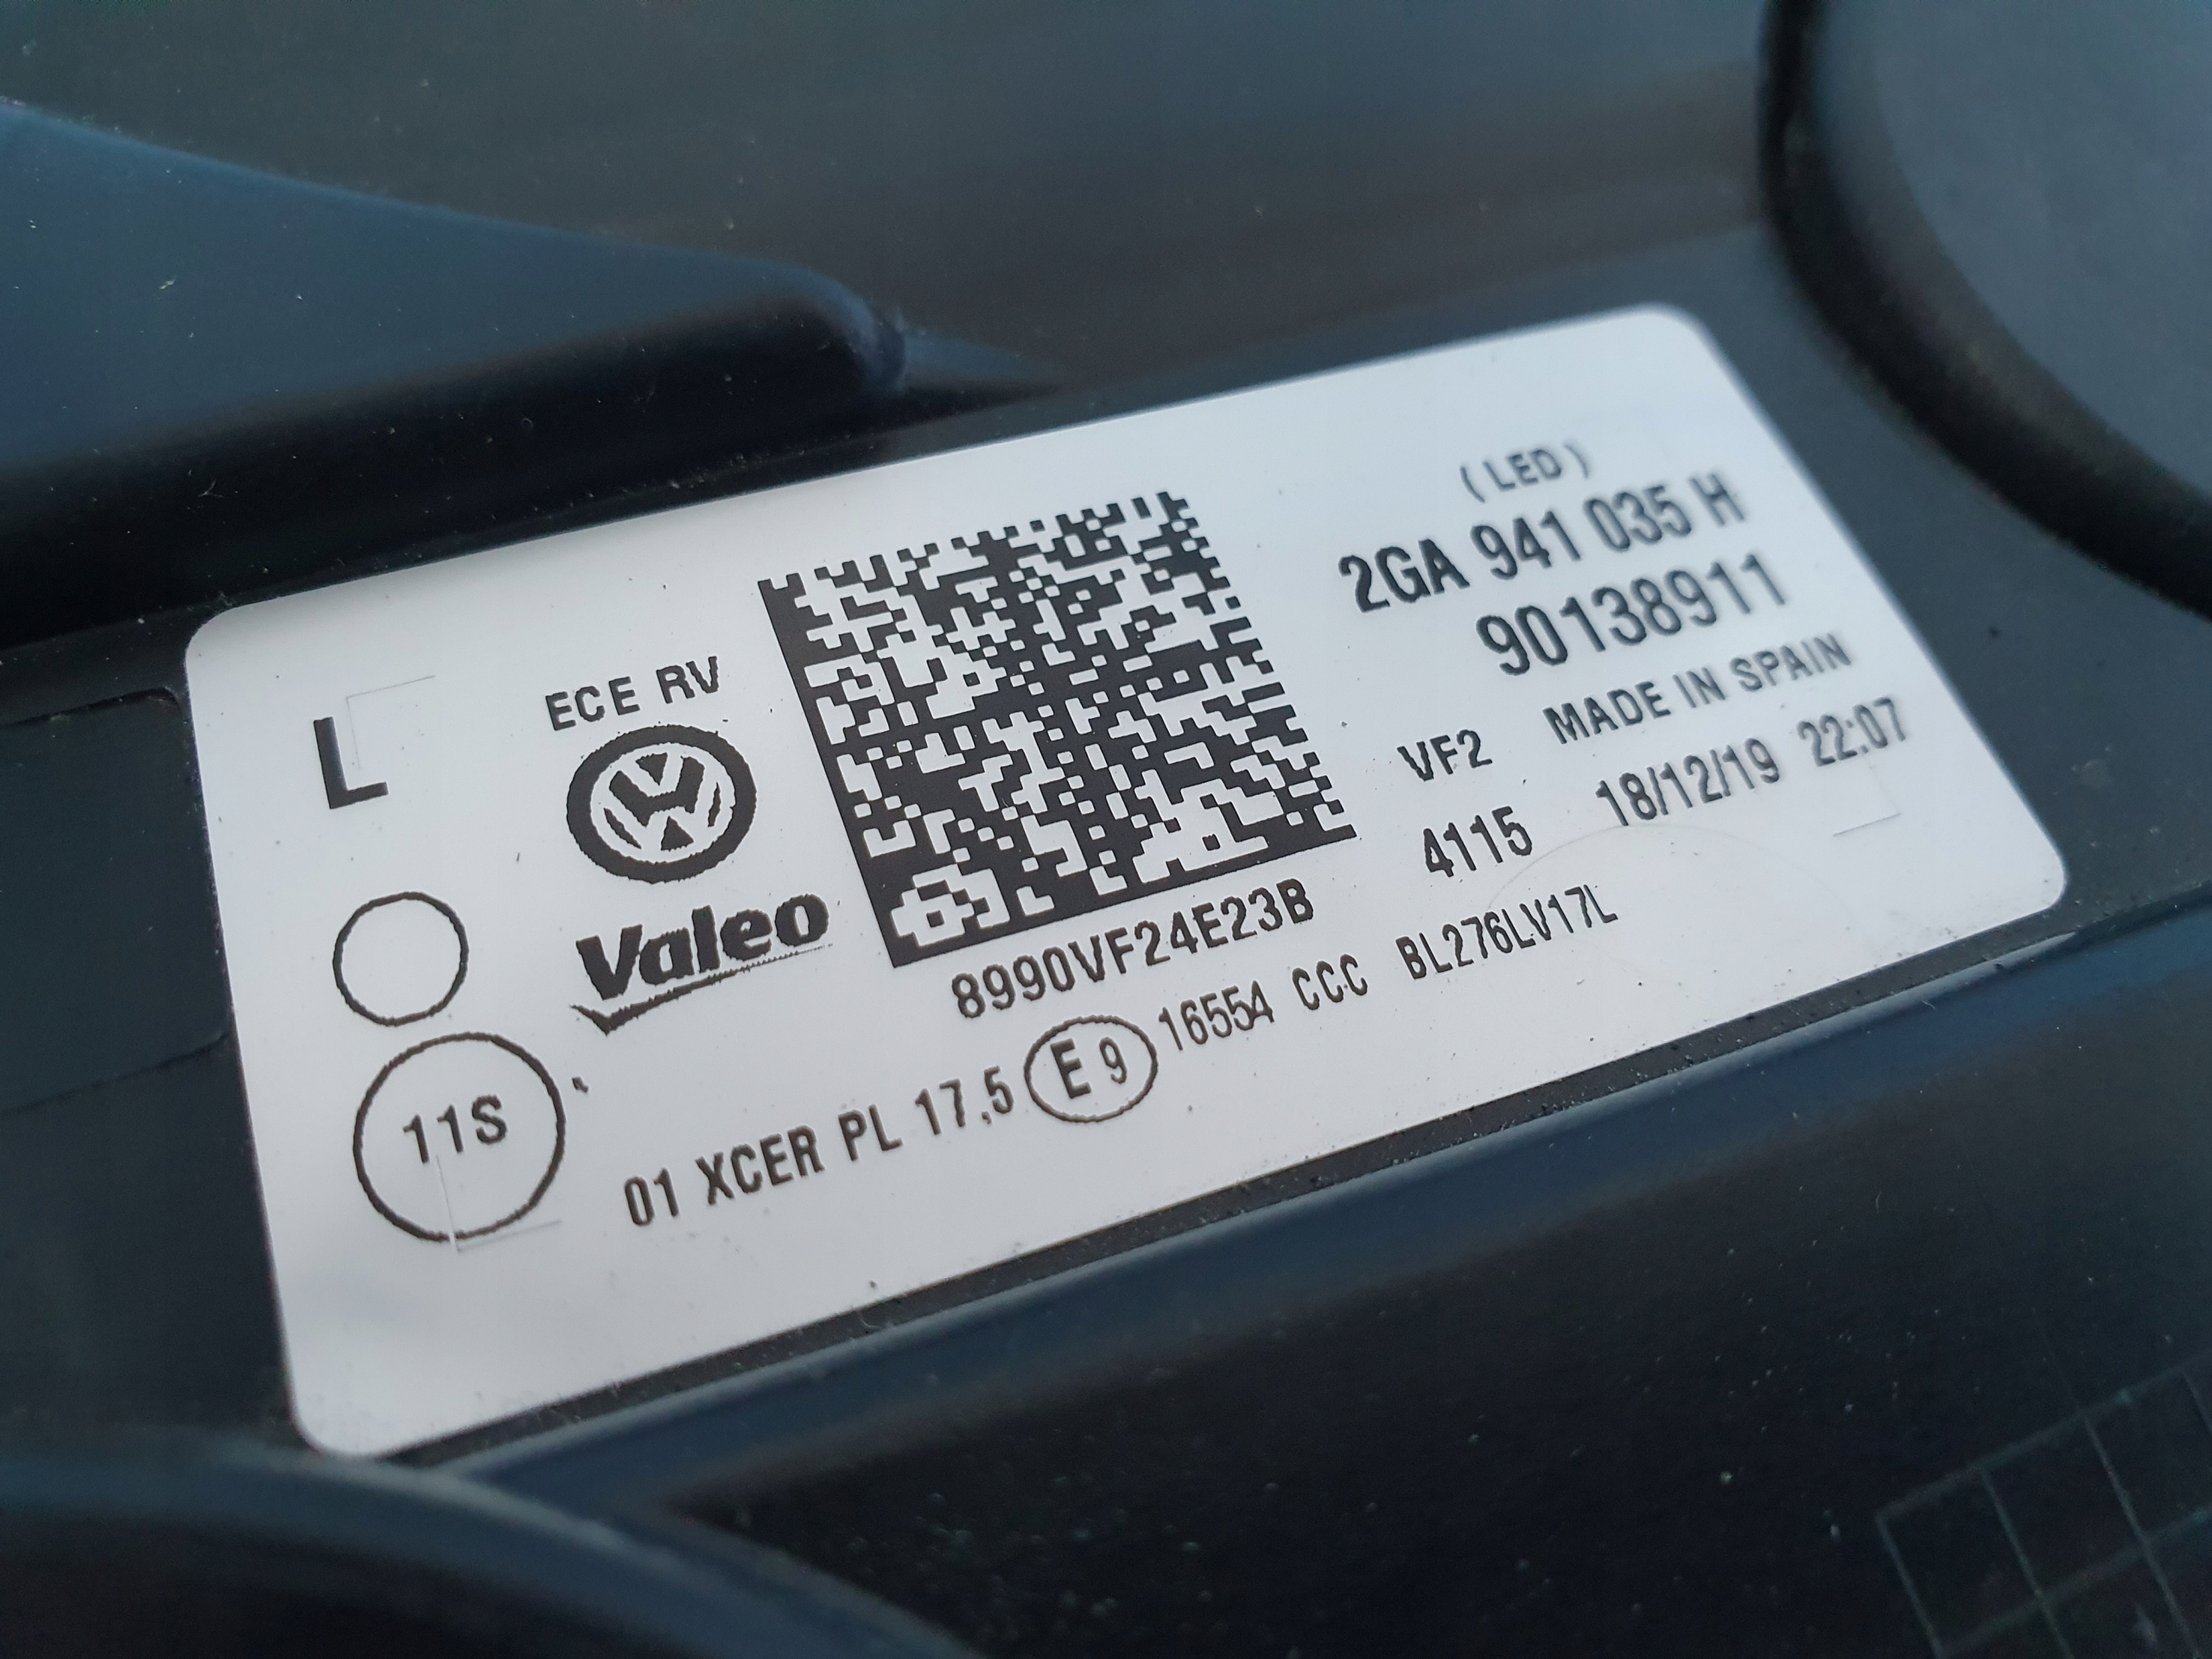 (LED)
2GA 941 035 H
90138911
MADE IN SPAIN
VF2
4115 18/12/19 22:07
L
ECE RV
Valeo
11S
8990VF24E23B
01 XCER PL 17,5 E 9 16554 CCC BL276LV17L